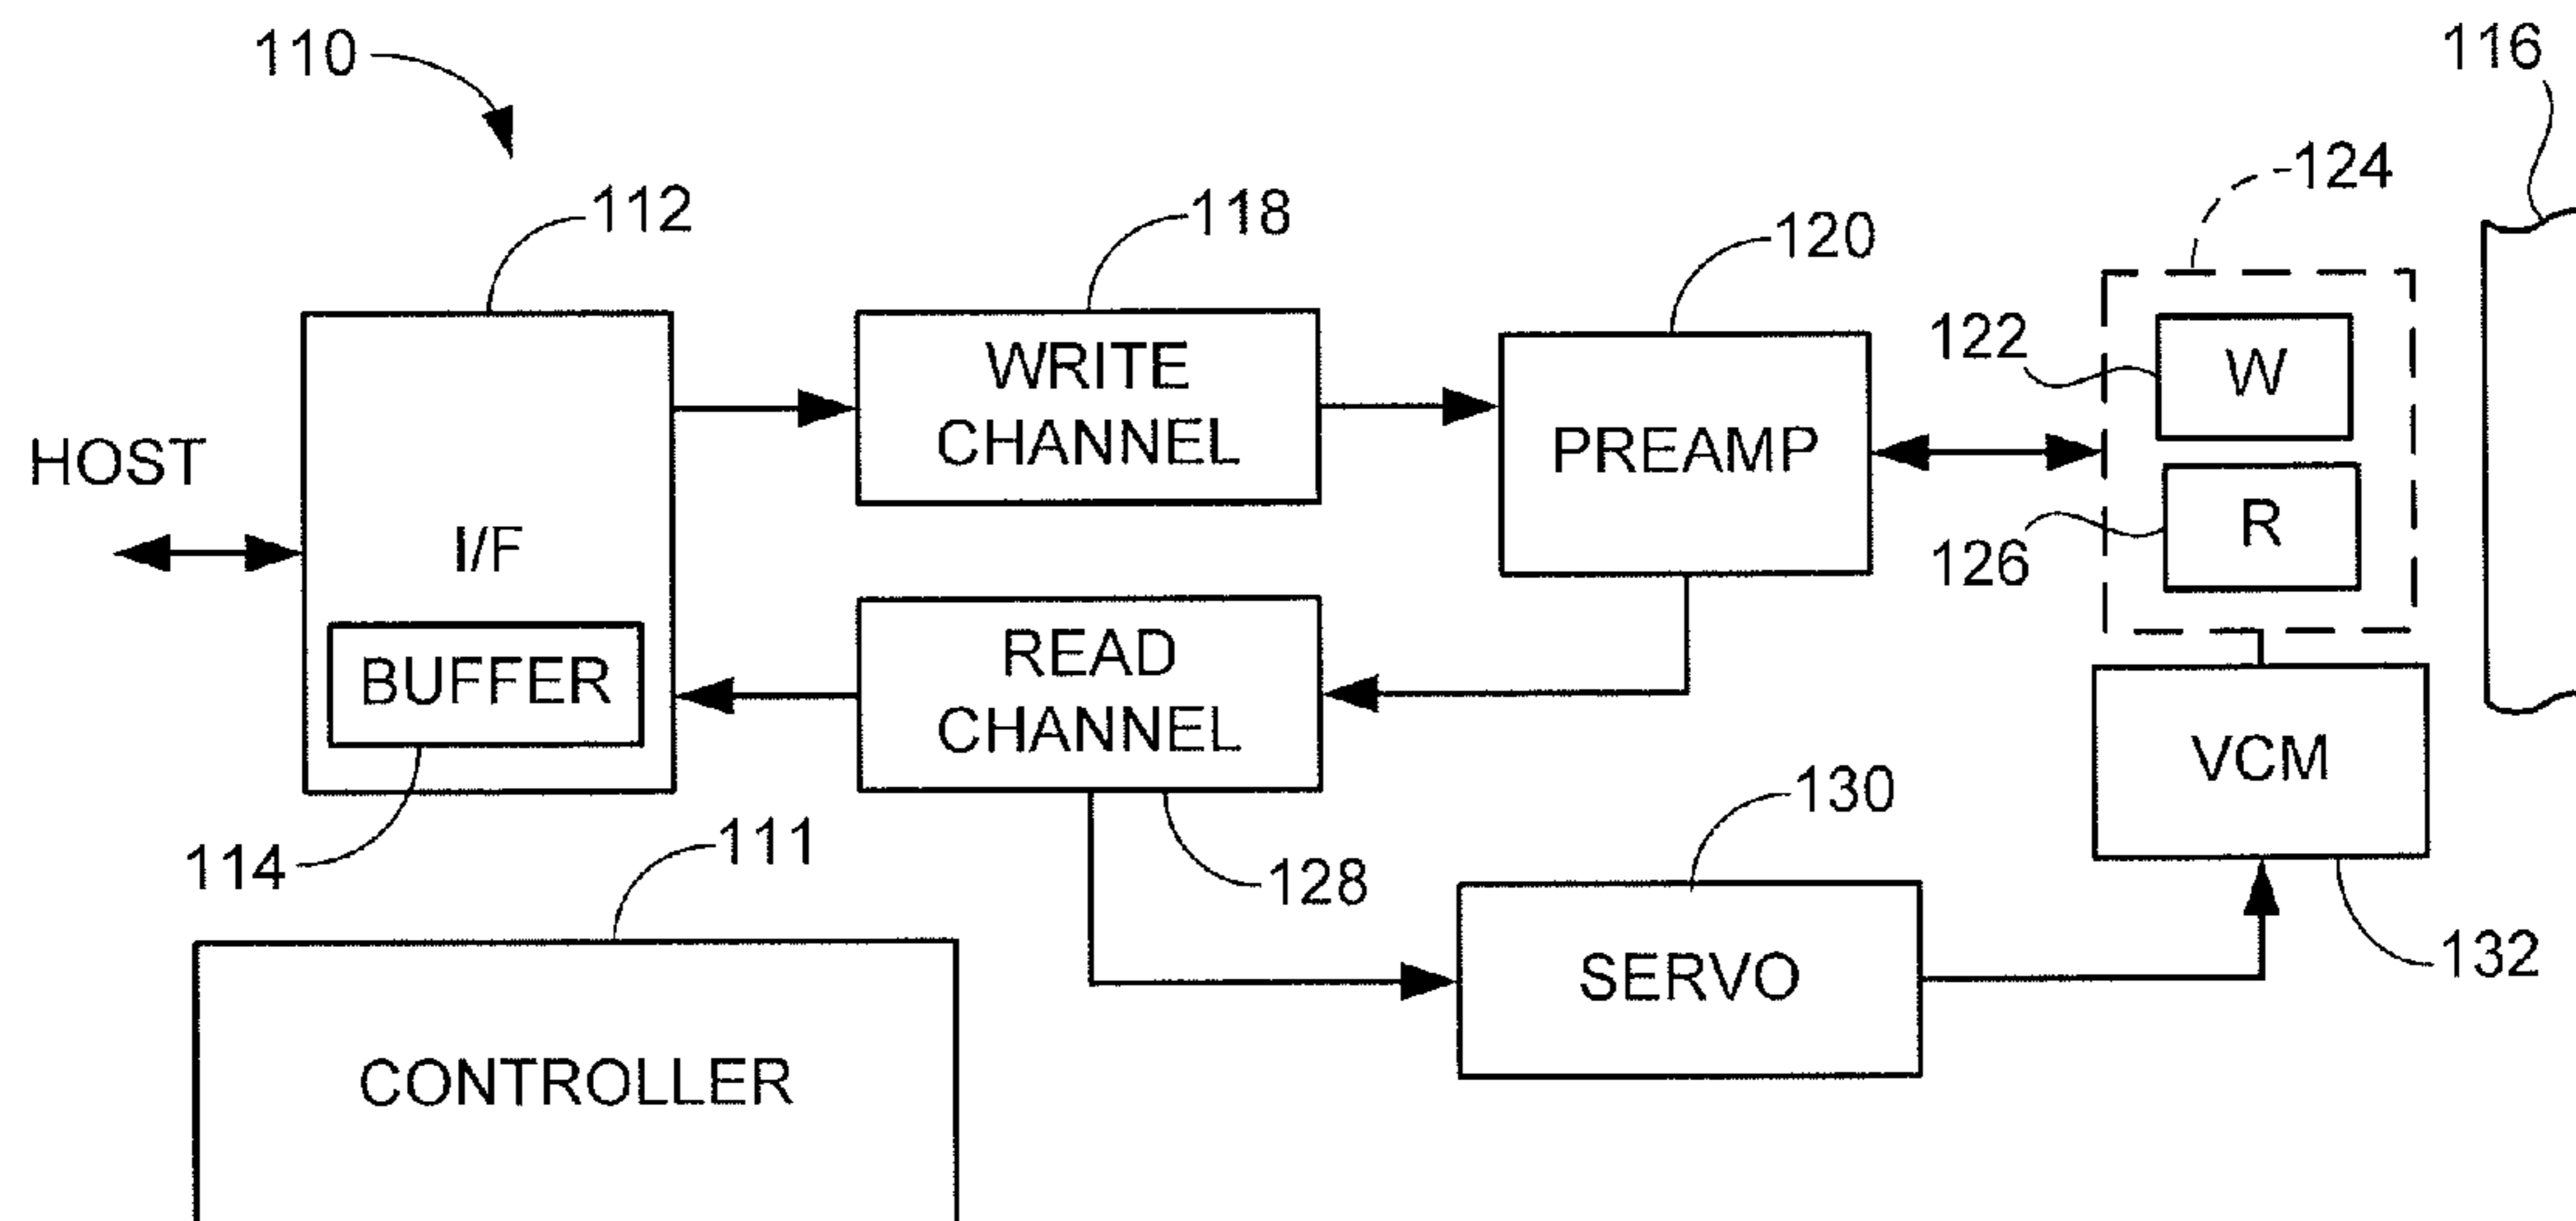 110
116
124
112
118
120
122
W
WRITE
CHANNEL
PREAMP
HOST
R
126
I/F
READ
CHANNEL
BUFFER
VCM
130
114
111
128
132
SERVO
CONTROLLER